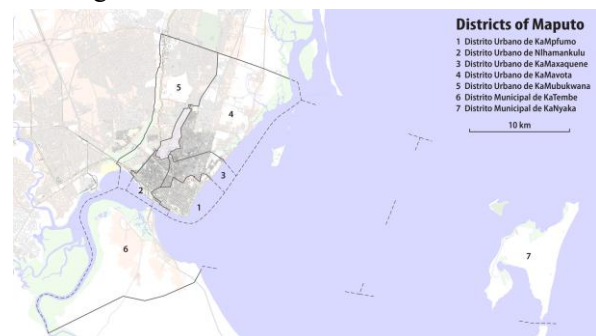 Districts of Maputo
1 Distrito Urbano de KaMpfumo
2 Distrito Urbano de Nlhamankulu
3 Distrito Urbano de KaMaxaquene
4 Distrito Urbano de KaMavota
5 Distrito Urbano de KaMubukwana
6 Distrito Municipal de KaTembe
7 Distrito Municipal de KaNyaka
10 km
5
4
3
2
1
6
7